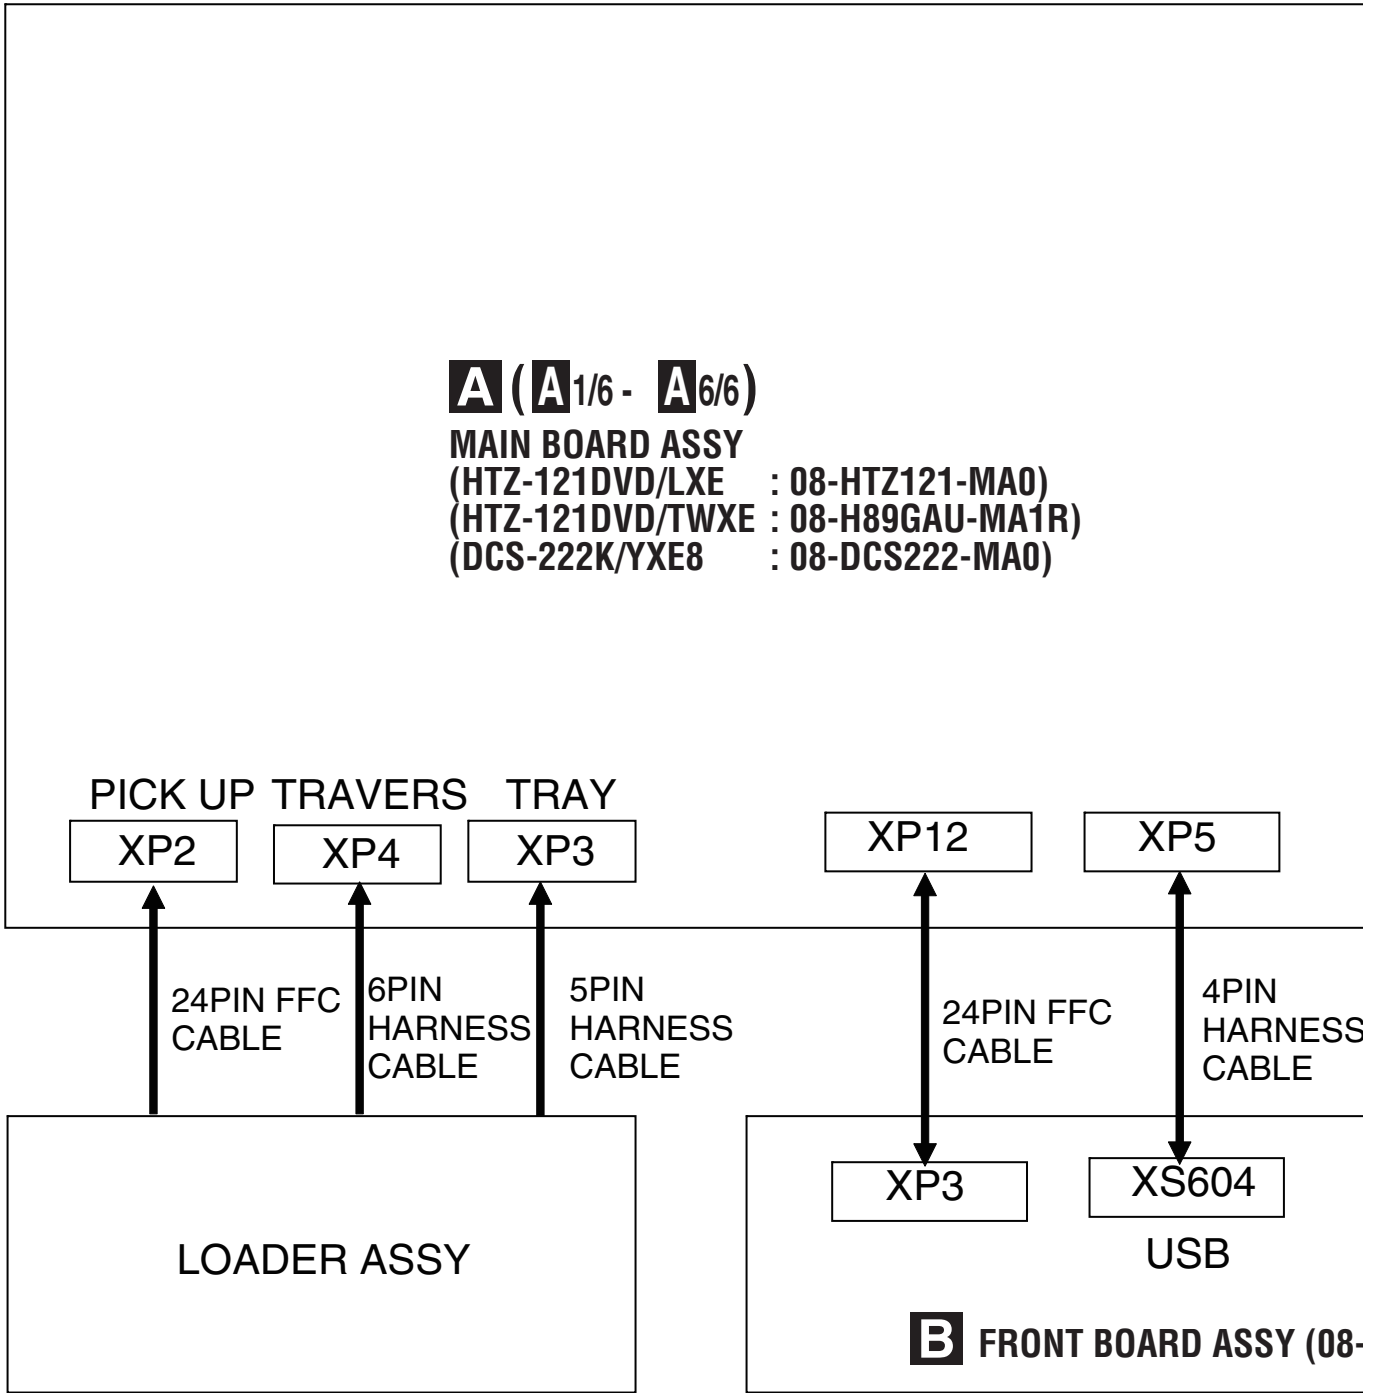 A (A1/6 - A6/6)
MAIN BOARD ASSY
(HTZ-121DVD/LXE : 08-HTZ121-MA0)
(HTZ-121DVD/TWXE : 08-H89GAU-MA1R)
(DCS-222K/YXE8 : 08-DCS222-MA0)
PICK UP TRAVERS TRAY
XP2 XP4 XP3 XP12 XP5
24PIN FFC
CABLE
6PIN
HARNESS
CABLE
5PIN
HARNESS
CABLE
24PIN FFC
CABLE
4PIN
HARNESS
CABLE
XP3 XS604
LOADER ASSY
USB
B FRONT BOARD ASSY (08-